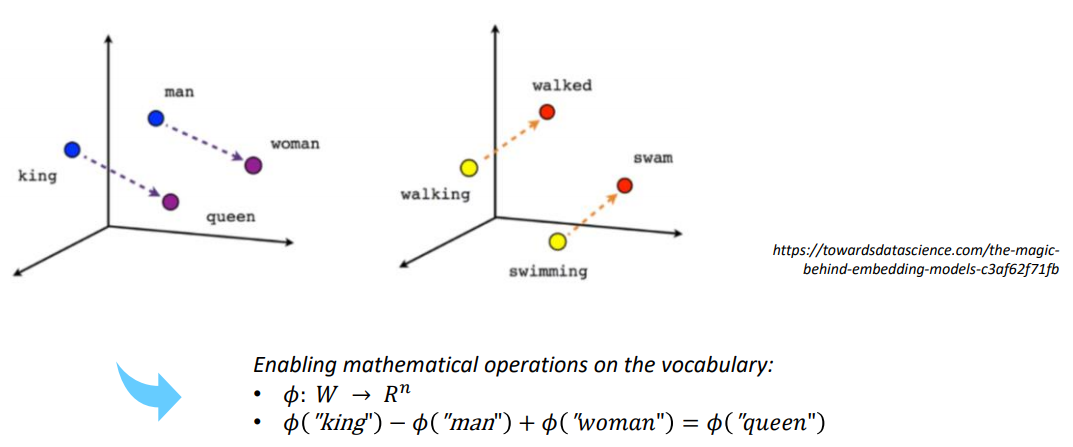 man
woman
king
queen
walked
swam
walking
swimming
https://towardsdatascience.com/the-magic-
behind-embedding-models-c3af62f71fb
Enabling mathematical operations on the vocabulary:
• ϕ: W → Rⁿ
• ϕ("king") − ϕ("man") + ϕ("woman") = ϕ("queen")